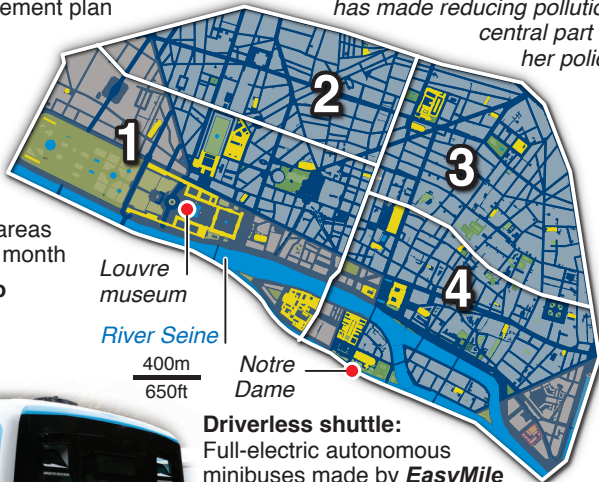 ement plan
has made reducing pollutio
central part
her polic
1
2
3
4
areas
month
Louvre
museum
River Seine
400m
650ft
Notre
Dame
Driverless shuttle:
Full-electric autonomous
minibuses made by EasyMile